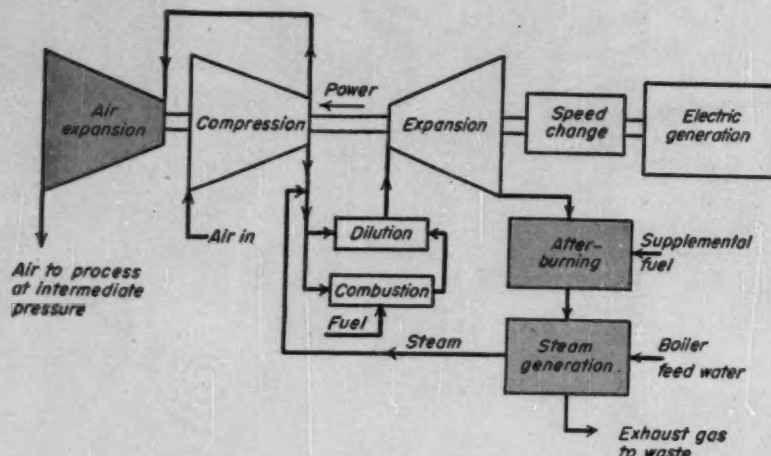 Air
expansion
Compression
Power
Expansion
Speed
change
Electric
generation
Air in
Dilution
Combustion
Fuel
Air to process
at intermediate
pressure
After-
burning
Supplemental
fuel
Steam
Steam
generation
Boiler
feed water
Exhaust gas
to waste